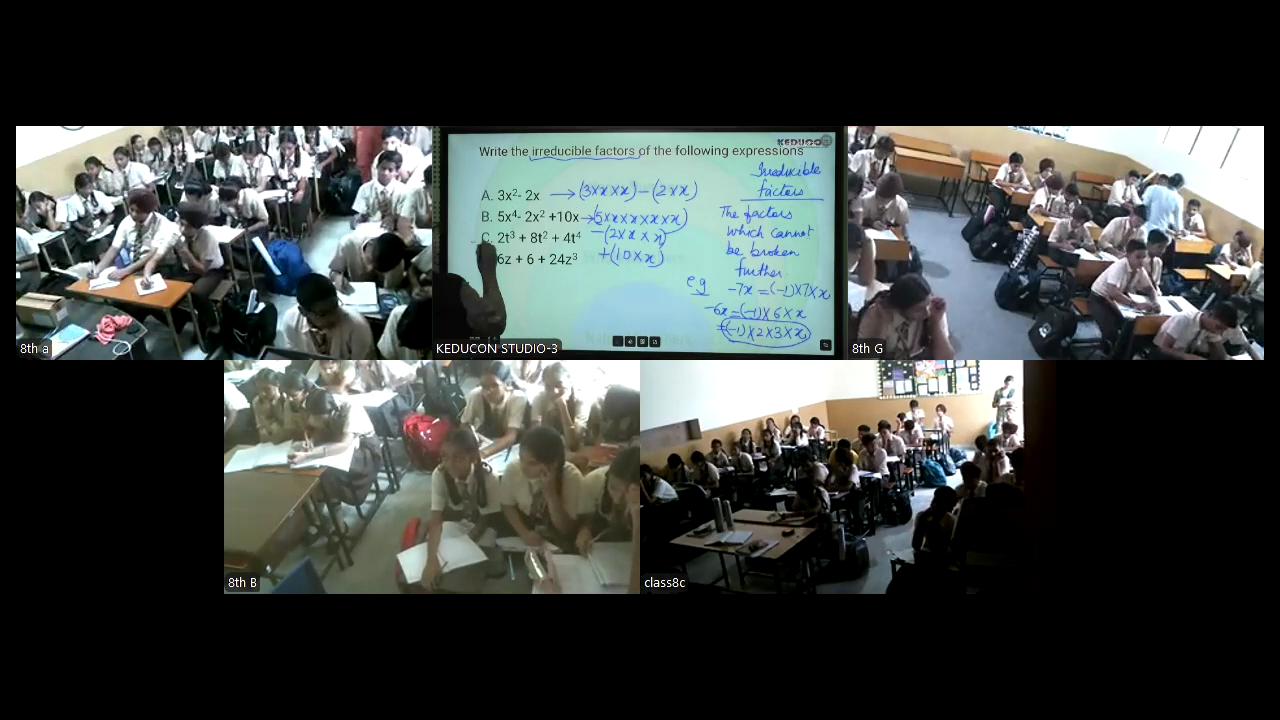 KEDUCO
Write the irreducible factors of the following expressions
Irreducible
factors
A. 3x²- 2x → (3×x×x) - (2×x)
B. 5x⁴- 2x² +10x → (5×x×x×x×x)
- (2×x×x)
+ (10×x)
C. 2t³ + 8t² + 4t⁴
6z + 6 + 24z³
The factors
which cannot
be broken
further.
e.g -7x = (-1)×7×x
-6x = (-1)×6×x
= (-1)×2×3×x
8th a
KEDUCON STUDIO-3
8th G
8th B
class8c